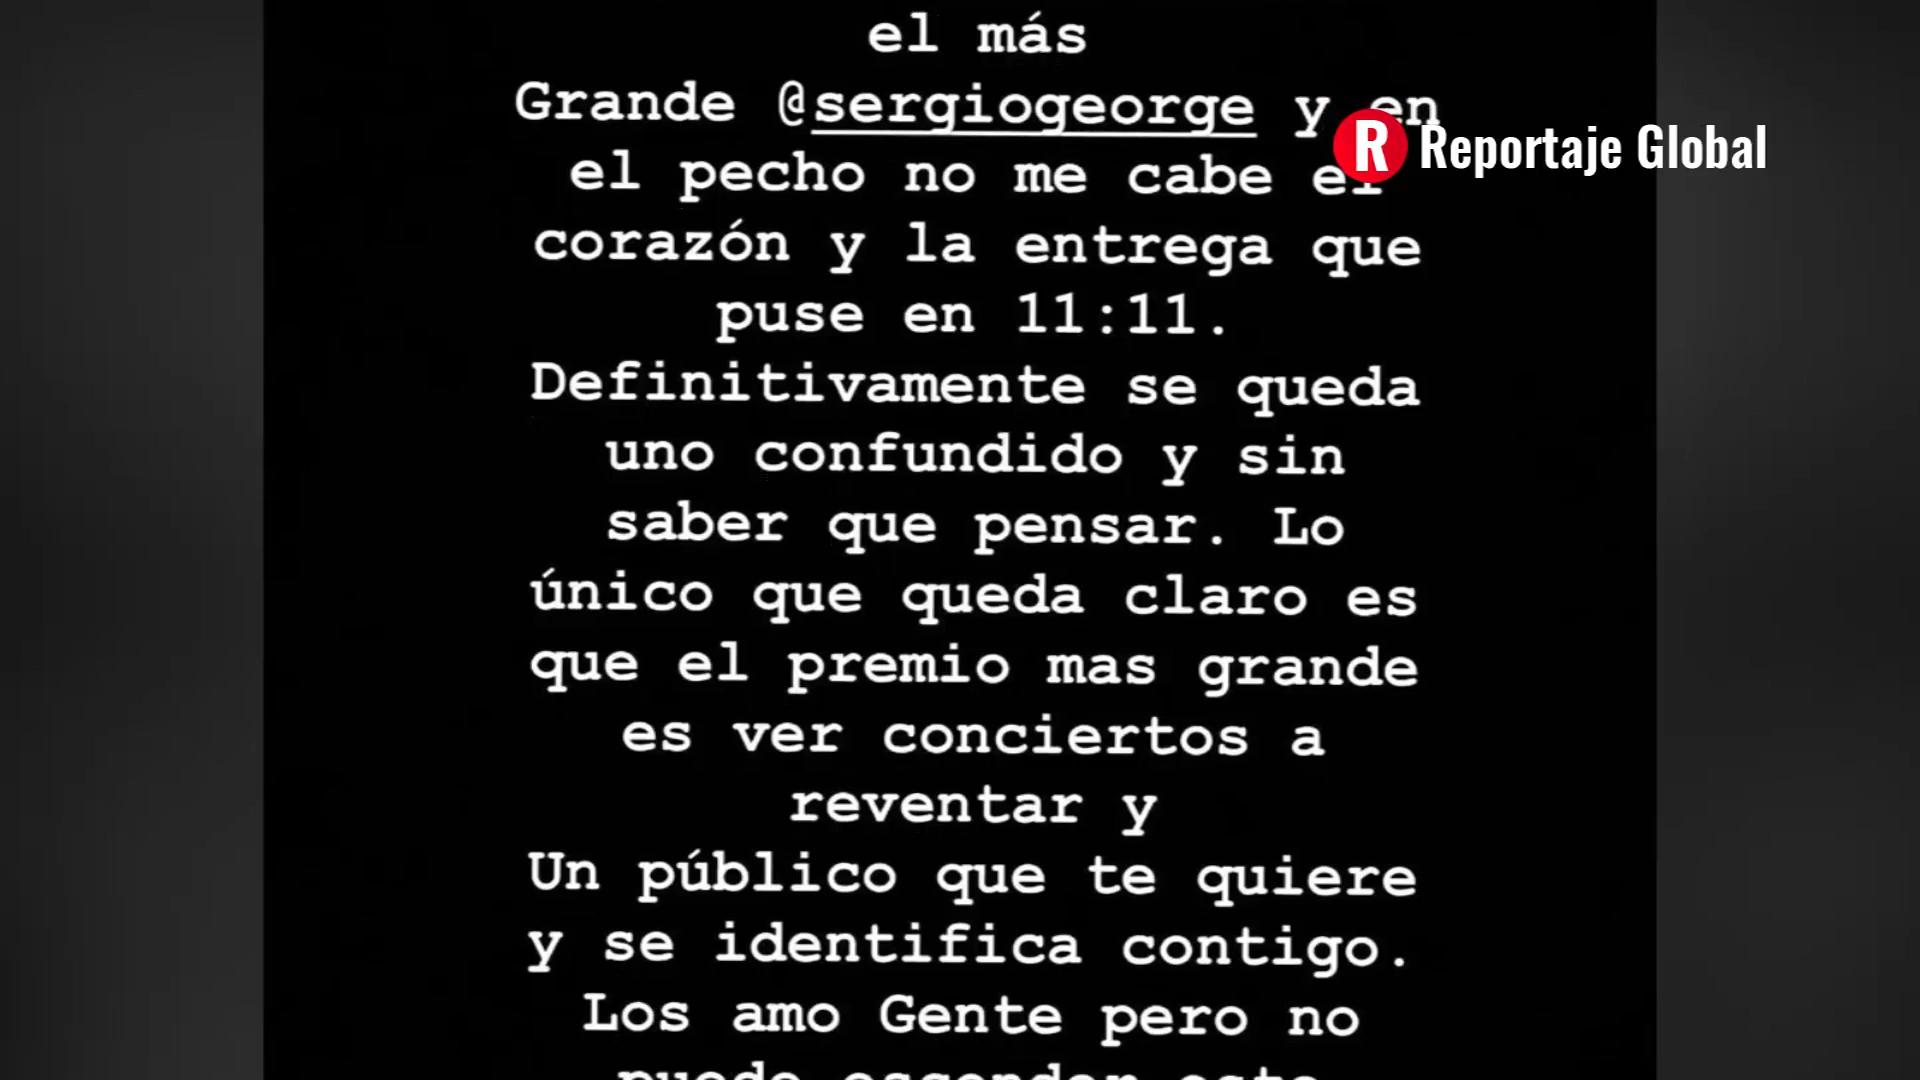 el más
Grande @sergiogeorge y en
el pecho no me cabe el
corazón y la entrega que
puse en 11:11.
Definitivamente se queda
uno confundido y sin
saber que pensar. Lo
único que queda claro es
que el premio mas grande
es ver conciertos a
reventar y
Un público que te quiere
y se identifica contigo.
Los amo Gente pero no
R Reportaje Global